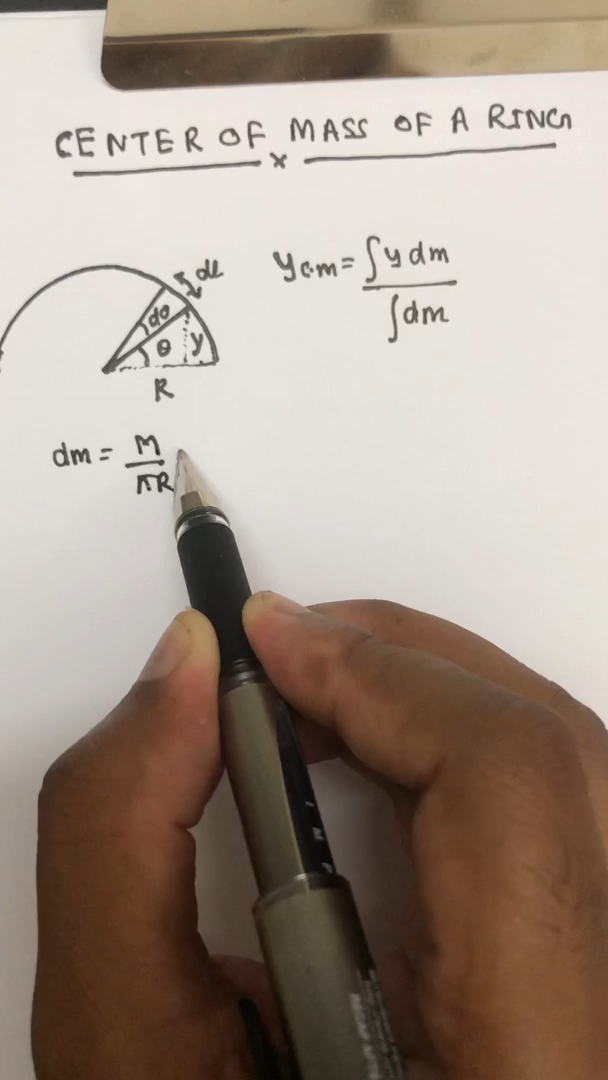 CENTER OF MASS OF A RING
x
dl
dθ
θ y
R
ycm = ∫y dm
∫dm
dm = M
πR